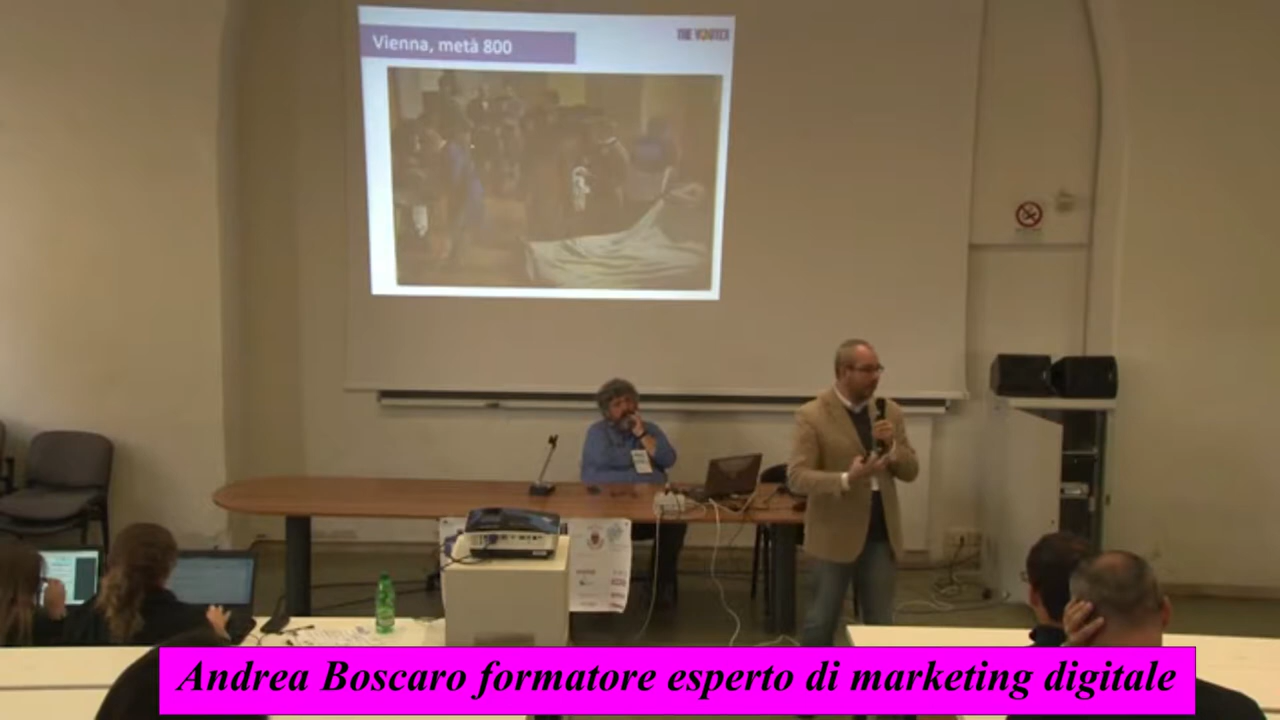 Vienna, metà 800
THE VORTEX
Andrea Boscaro formatore esperto di marketing digitale